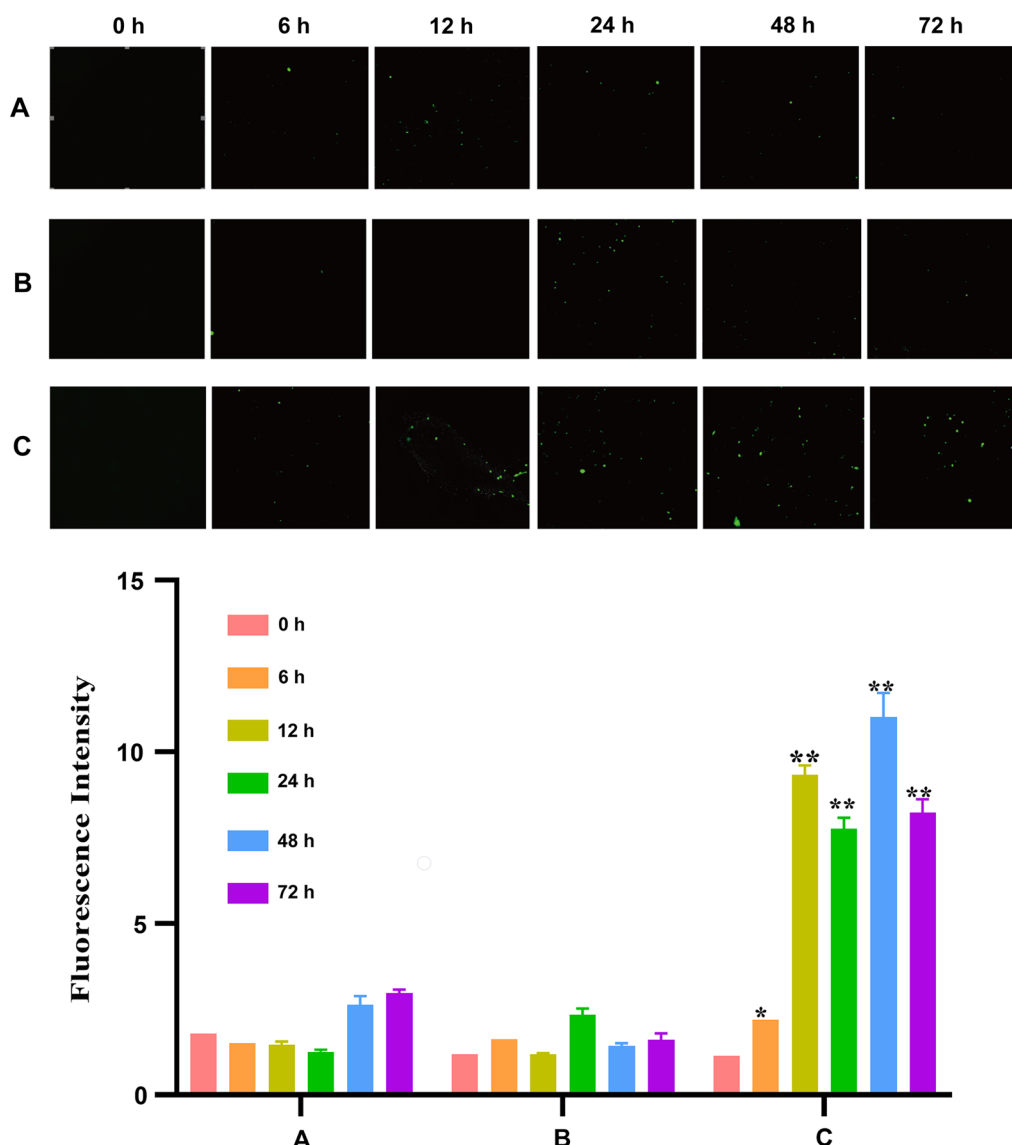 0 h 6 h 12 h 24 h 48 h 72 h
A
B
C
15
10
5
0
Fluorescence Intensity
0 h
6 h
12 h
24 h
48 h
72 h
*
**
**
**
**
A B C